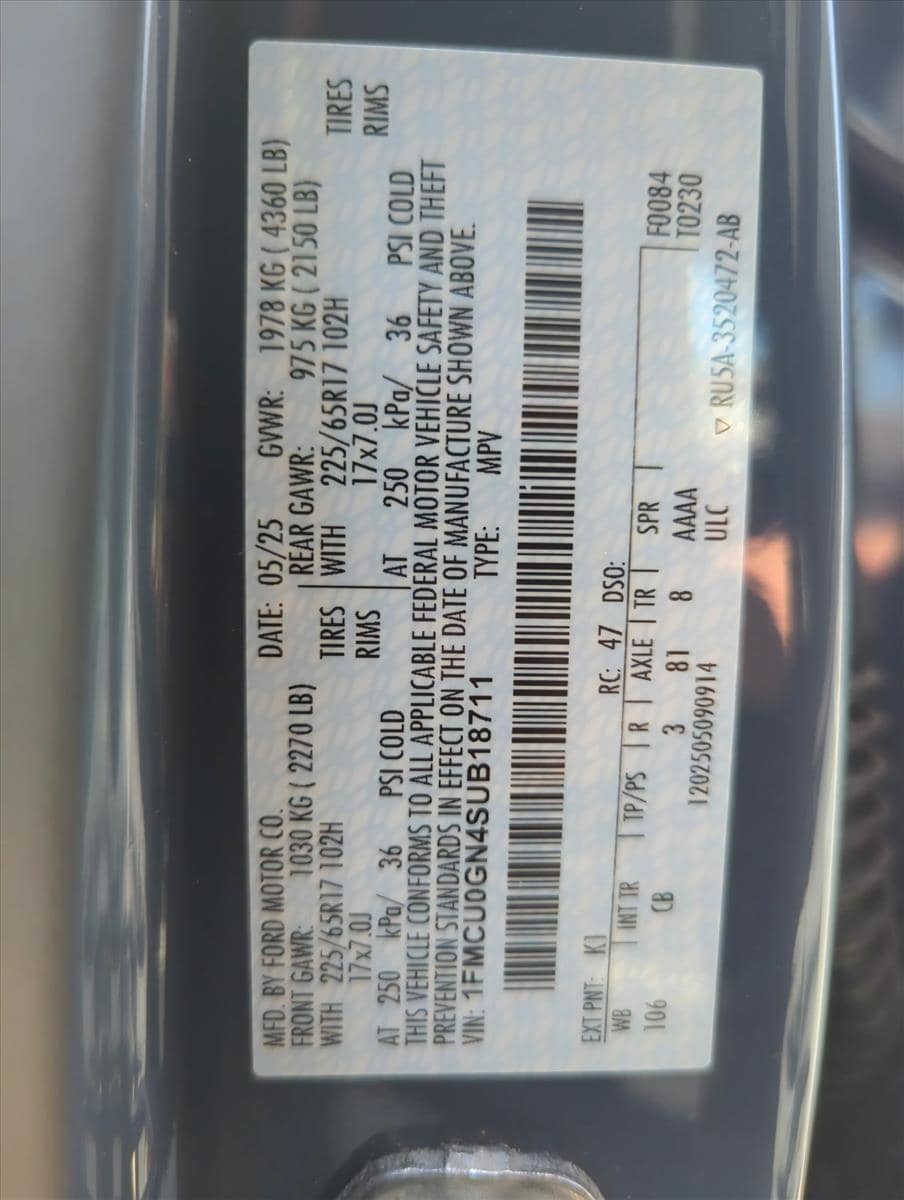 MFD. BY FORD MOTOR CO. DATE: 05/25 GVWR: 1978 KG ( 4360 LB)
FRONT GAWR: 1030 KG ( 2270 LB) REAR GAWR: 975 KG ( 2150 LB)
WITH 225/65R17 102H TIRES WITH 225/65R17 102H TIRES
17x7.0J RIMS 17x7.0J RIMS
AT 250 kPa/ 36 PSI COLD AT 250 kPa/ 36 PSI COLD
THIS VEHICLE CONFORMS TO ALL APPLICABLE FEDERAL MOTOR VEHICLE SAFETY AND THEFT
PREVENTION STANDARDS IN EFFECT ON THE DATE OF MANUFACTURE SHOWN ABOVE.
VIN: 1FMCU0GN4SUB18711 TYPE: MPV
EXT PNT: K1 RC: 47 DSO:
WB INT TR TP/PS R AXLE TR SPR F0084
106 CB 3 81 8 AAAA T0230
1202505090914 ULC ▽ RU5A-3520472-AB